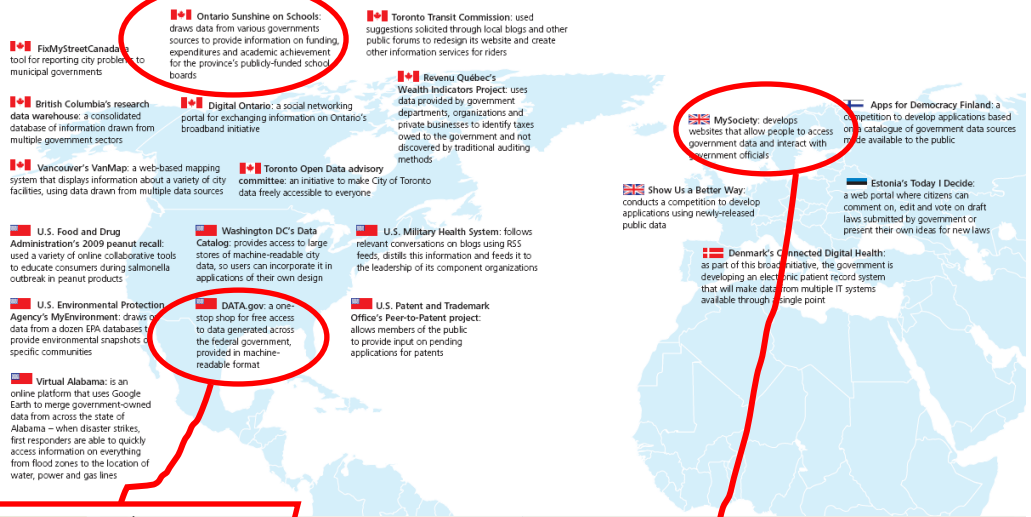 Ontario Sunshine on Schools:
draws data from various governments
sources to provide information on funding,
expenditures and academic achievement
for the province's publicly-funded school
boards
Toronto Transit Commission: used
suggestions solicited through local blogs and other
public forums to redesign its website and create
other information services for riders
FixMyStreetCanada: a
tool for reporting city problems to
municipal governments
Revenu Québec's
Wealth Indicators Project: uses
data provided by government
departments, organizations and
private businesses to identify taxes
owed to the government and not
discovered by traditional auditing
methods
British Columbia's research
data warehouse: a consolidated
database of information drawn from
multiple government sectors
Digital Ontario: a social networking
portal for exchanging information on Ontario's
broadband initiative
Vancouver's VanMap: a web-based mapping
system that displays information about a variety of city
facilities, using data drawn from multiple data sources
Toronto Open Data advisory
committee: an initiative to make City of Toronto
data freely accessible to everyone
MySociety: develops
websites that allow people to access
government data and interact with
government officials
Apps for Democracy Finland: a
competition to develop applications based
on a catalogue of government data sources
made available to the public
Show Us a Better Way:
conducts a competition to develop
applications using newly-released
public data
Estonia's Today I Decide:
a web portal where citizens can
comment on, edit and vote on draft
laws submitted by government or
present their own ideas for new laws
U.S. Food and Drug
Administration's 2009 peanut recall:
used a variety of online collaborative tools
to educate consumers during salmonella
outbreak in peanut products
Washington DC's Data
Catalog: provides access to large
stores of machine-readable city
data, so users can incorporate it in
applications of their own design
U.S. Military Health System: follows
relevant conversations on blogs using RSS
feeds, distills this information and feeds it to
the leadership of its component organizations
Denmark's Connected Digital Health:
as part of this broad initiative, the government is
developing an electronic patient record system
that will make data from multiple IT systems
available through a single point
U.S. Environmental Protection
Agency's MyEnvironment: draws on
data from a dozen EPA databases to
provide environmental snapshots of
specific communities
DATA.gov: a one-
stop shop for free access
to data generated across
the federal government,
provided in machine-
readable format
U.S. Patent and Trademark
Office's Peer-to-Patent project:
allows members of the public
to provide input on pending
applications for patents
Virtual Alabama: is an
online platform that uses Google
Earth to merge government-owned
data from across the state of
Alabama – when disaster strikes,
first responders are able to quickly
access information on everything
from flood zones to the location of
water, power and gas lines